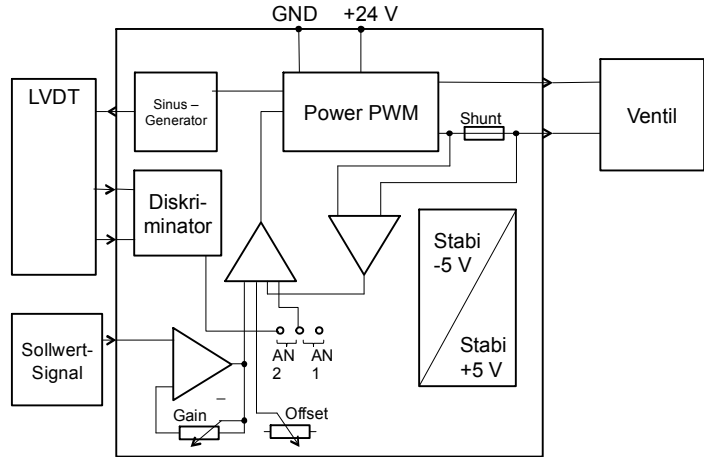 GND +24 V
LVDT
Sinus –
Generator
Power PWM
Shunt
Ventil
Diskri-
minator
Stabi
-5 V
Stabi
+5 V
Sollwert-
Signal
AN AN
2 1
–
Gain
Offset